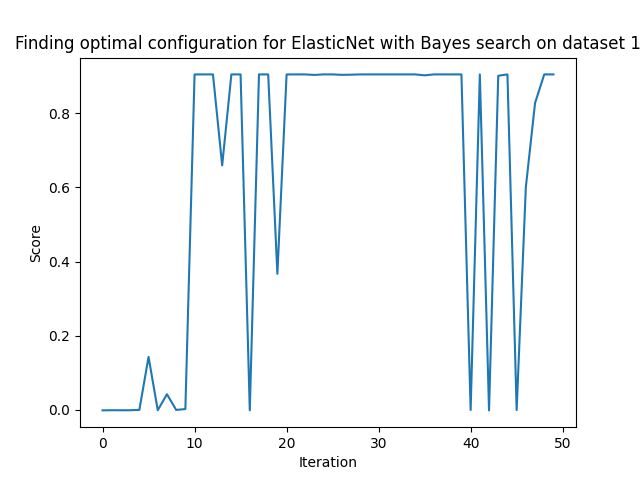 Finding optimal configuration for ElasticNet with Bayes search on dataset 1
0.8
0.6
0.4
0.2
0.0
Score
0 10 20 30 40 50
Iteration